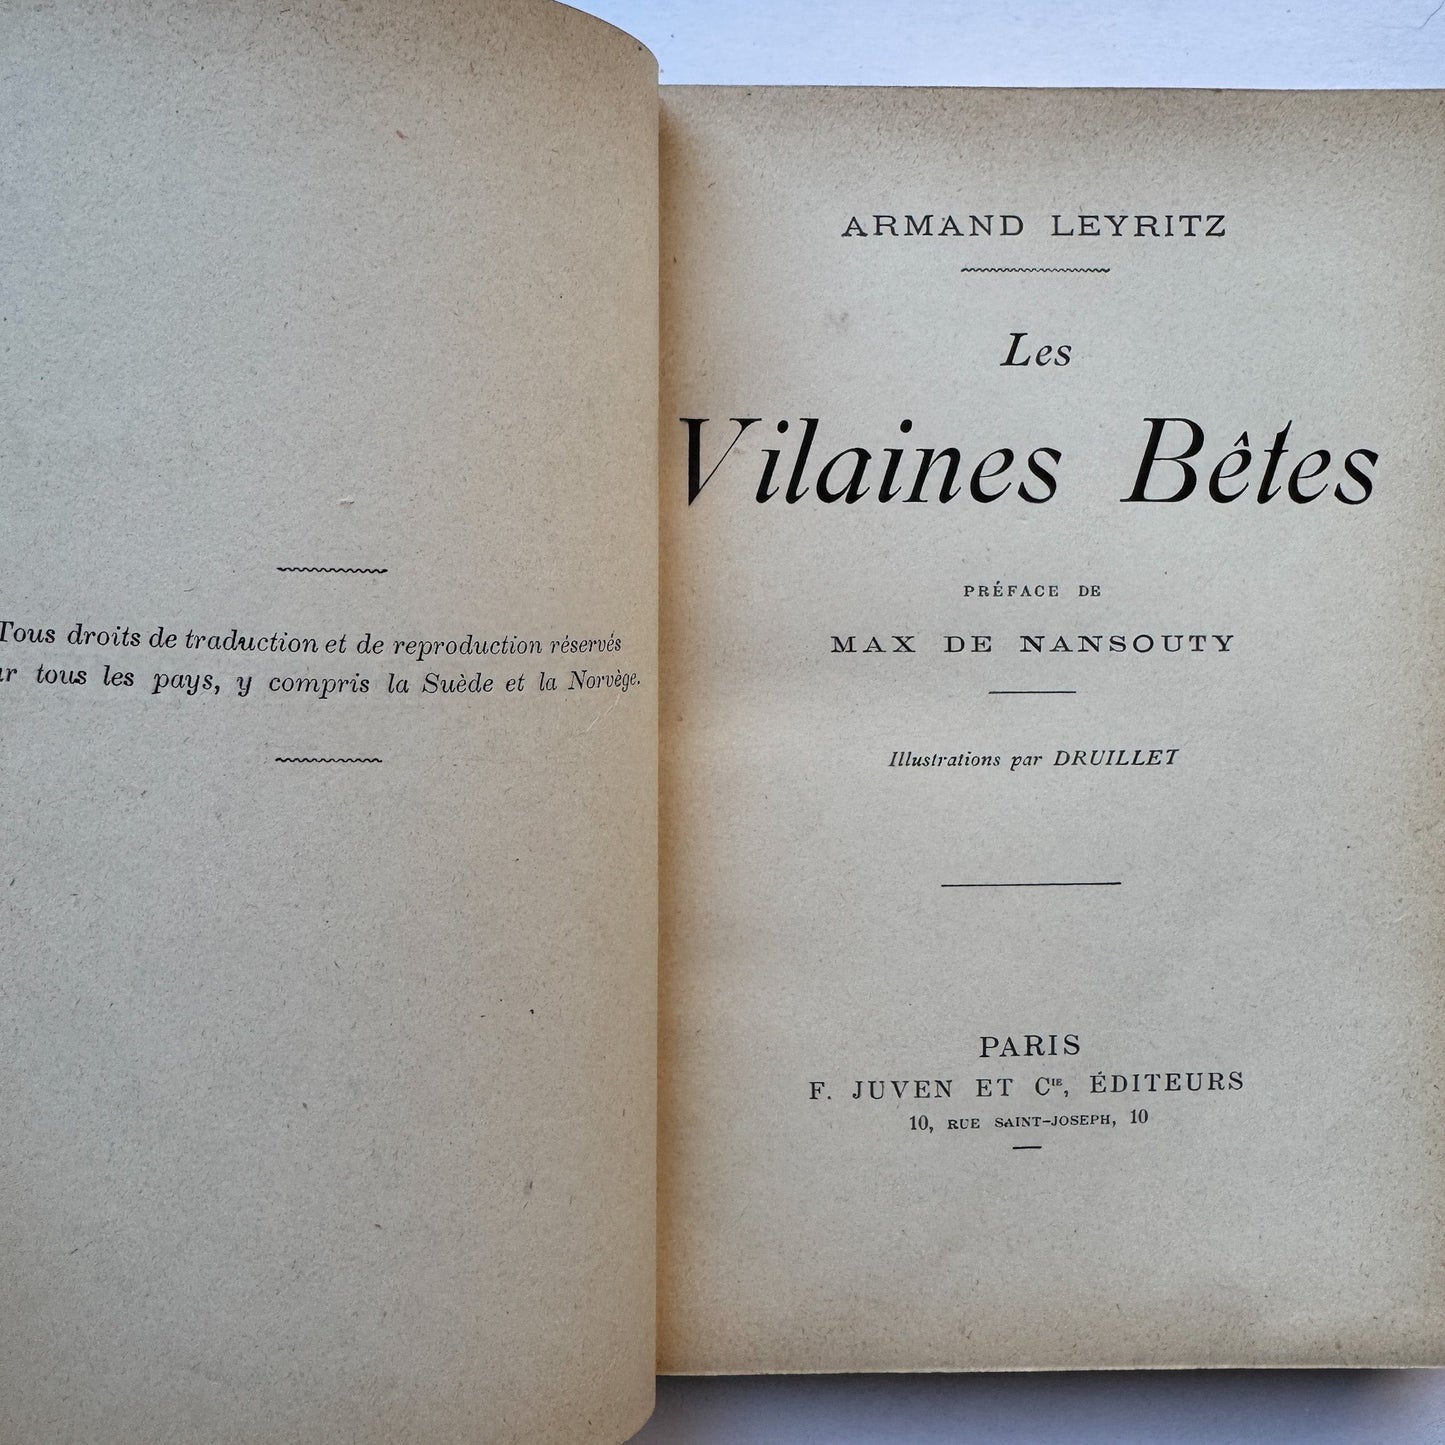 Tous droits de traduction et de reproduction réservés
tous les pays, y compris la Suède et la Norvège.
ARMAND LEYRITZ
Les
Vilaines Bêtes
PRÉFACE DE
MAX DE NANSOUTY
Illustrations par DRUILLET
PARIS
F. JUVEN ET CIE, ÉDITEURS
10, RUE SAINT-JOSEPH, 10